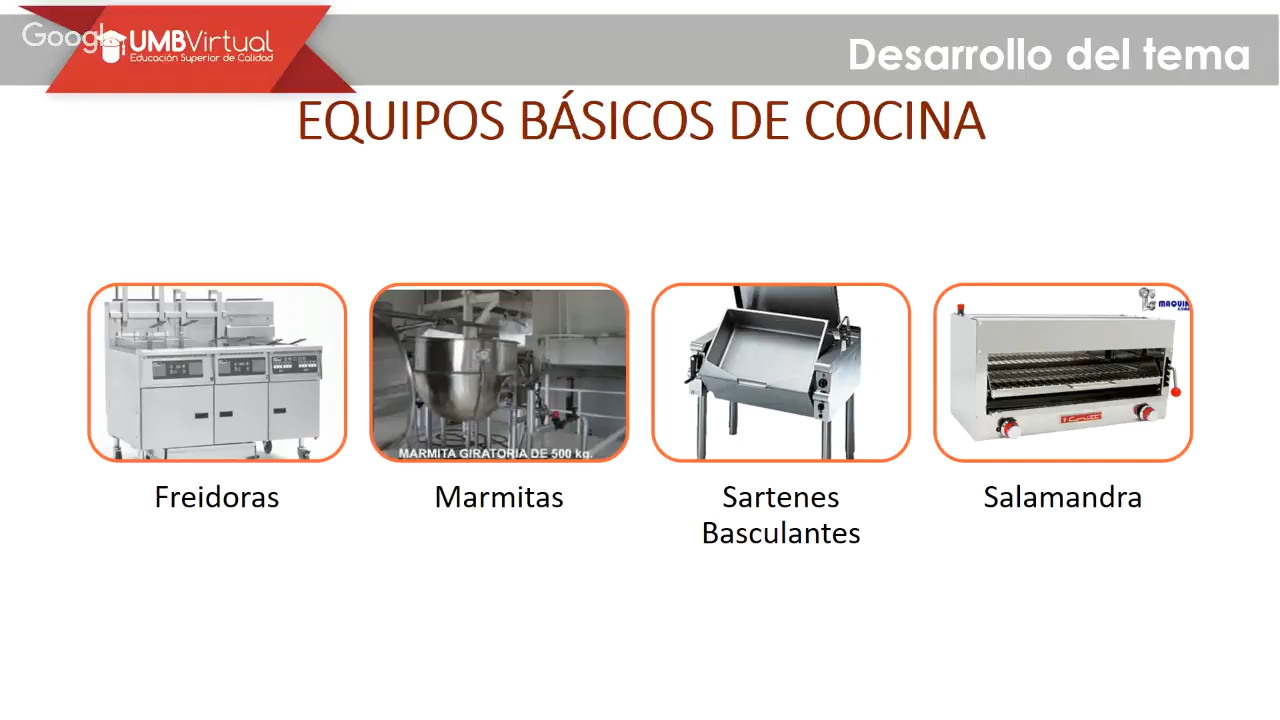 Google
UMBVirtual
Educación Superior de Calidad
Desarrollo del tema
EQUIPOS BÁSICOS DE COCINA
MARMITA GIRATORIA DE 500 kg.
Freidoras
Marmitas
Sartenes
Basculantes
Salamandra